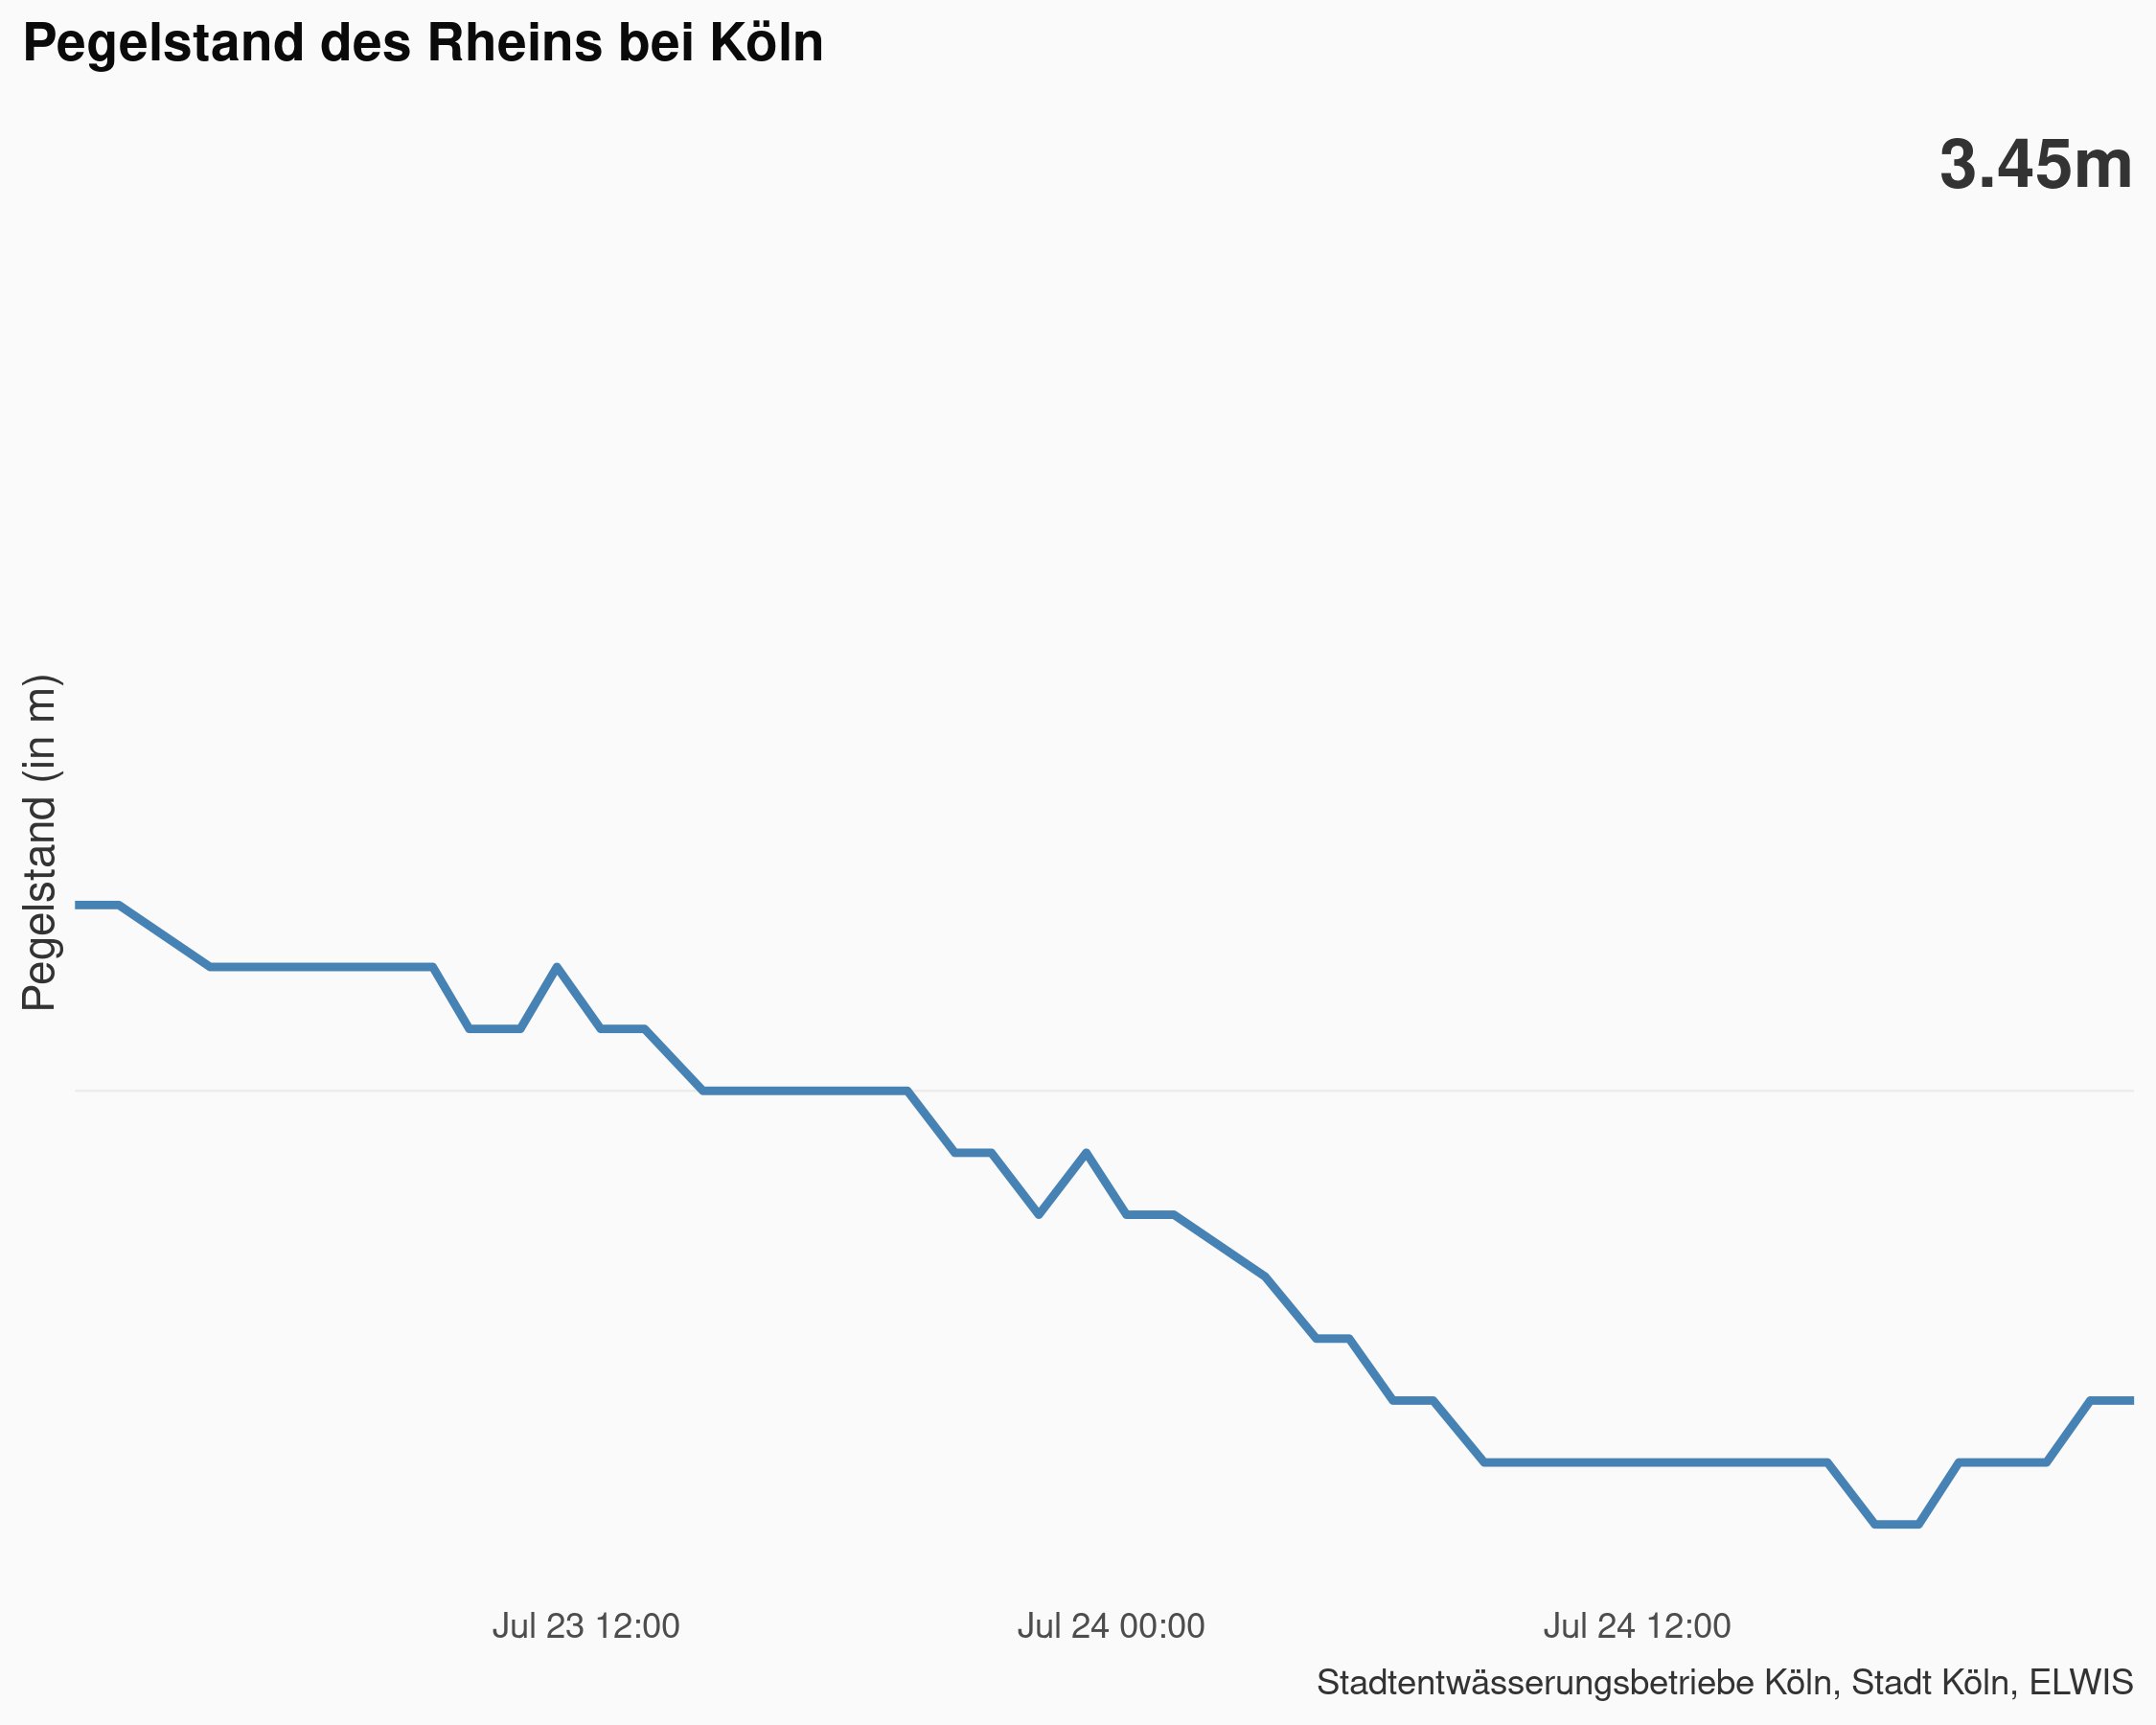 Pegelstand des Rheins bei Köln
3.45m
Pegelstand (in m)
Jul 23 12:00
Jul 24 00:00
Jul 24 12:00
Stadtentwässerungsbetriebe Köln, Stadt Köln, ELWIS